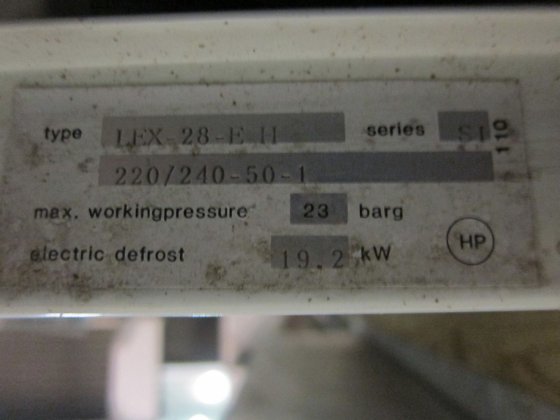 type LEX-28-E H series S1
220/240-50-1
max. workingpressure 23 barg
electric defrost 19.2 kW
HP
110